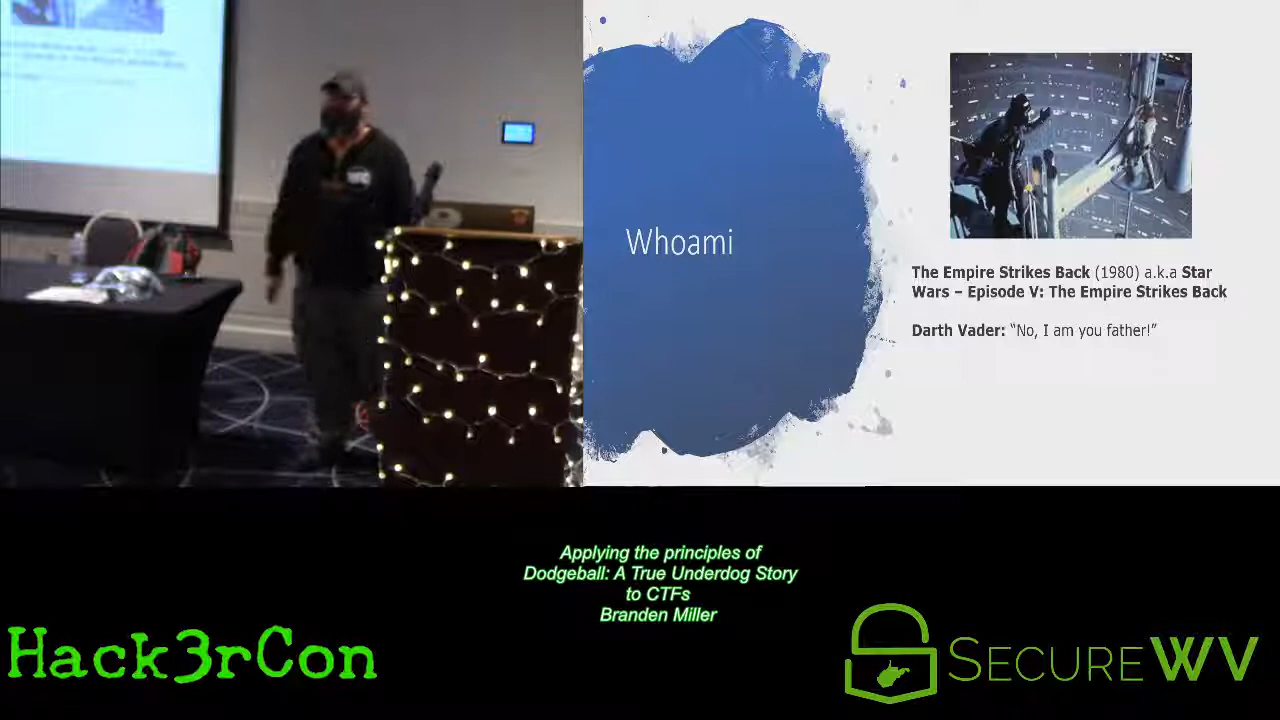 Whoami
The Empire Strikes Back (1980) a.k.a Star
Wars – Episode V: The Empire Strikes Back
Darth Vader: “No, I am you father!”
Applying the principles of
Dodgeball: A True Underdog Story
to CTFs
Branden Miller
Hack3rCon
SECUREWV